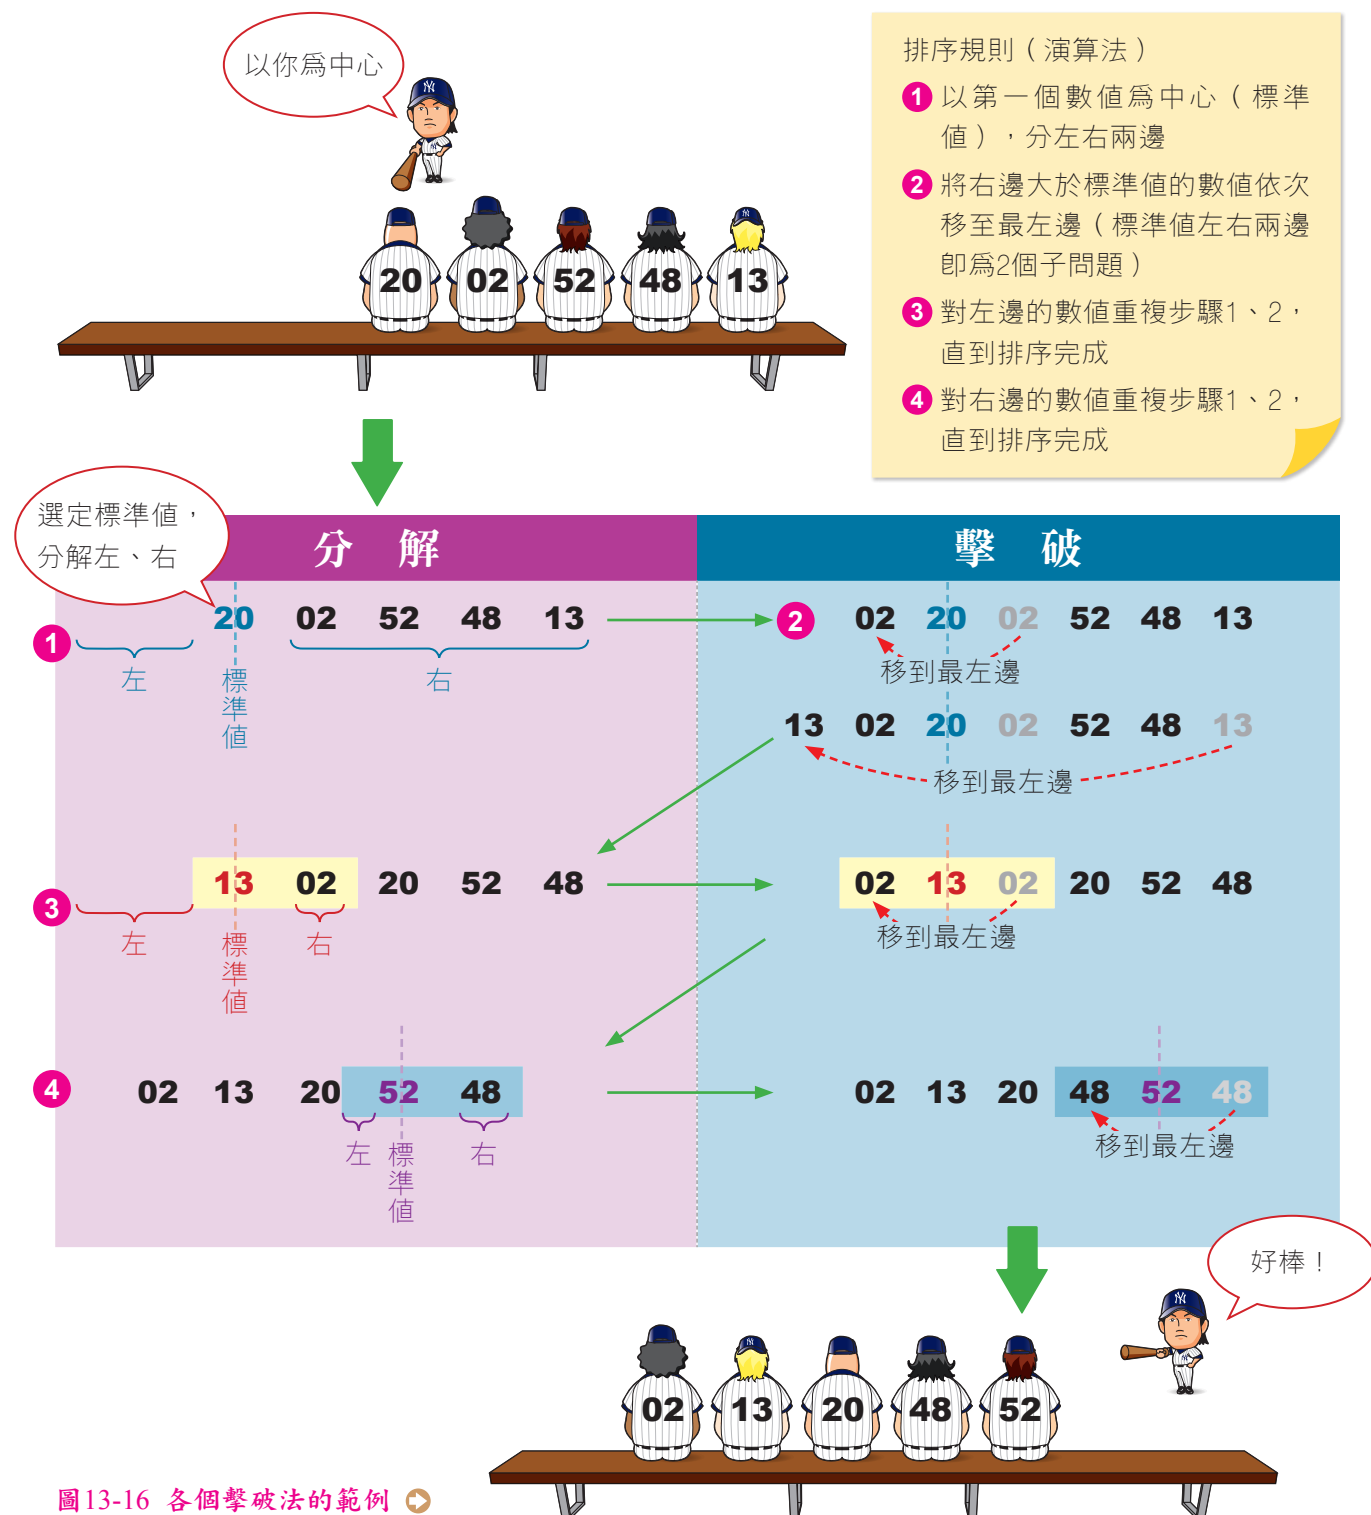 以你為中心
20 02 52 48 13
排序規則（演算法）
1 以第一個數值為中心（標準
值），分左右兩邊
2 將右邊大於標準值的數值依次
移至最左邊（標準值左右兩邊
即為2個子問題）
3 對左邊的數值重複步驟1、2，
直到排序完成
4 對右邊的數值重複步驟1、2，
直到排序完成
選定標準值，
分解左、右
分 解
擊 破
1
20 02 52 48 13
左
標準值
右
2
02 20 02 52 48 13
移到最左邊
13 02 20 02 52 48 13
移到最左邊
3
13 02 20 52 48
左
標準值
右
02 13 02 20 52 48
移到最左邊
4
02 13 20 52 48
左
標準值
右
02 13 20 48 52 48
移到最左邊
好棒！
02 13 20 48 52
圖13-16 各個擊破法的範例